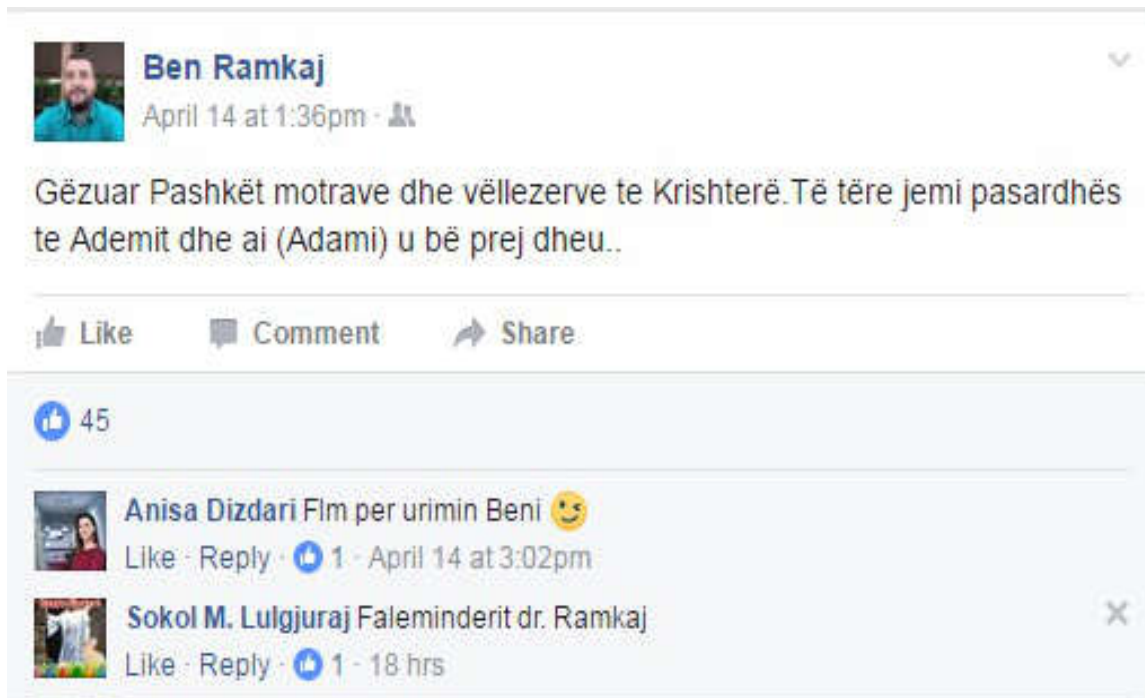 Ben Ramkaj
April 14 at 1:36pm ·
Gëzuar Pashkët motrave dhe vëllezerve te Krishterë.Të tëre jemi pasardhës
te Ademit dhe ai (Adami) u bë prej dheu..
Like Comment Share
45
Anisa Dizdari Flm per urimin Beni 😉
Like · Reply · 1 · April 14 at 3:02pm
Sokol M. Lulgjuraj Faleminderit dr. Ramkaj
Like · Reply · 1 · 18 hrs